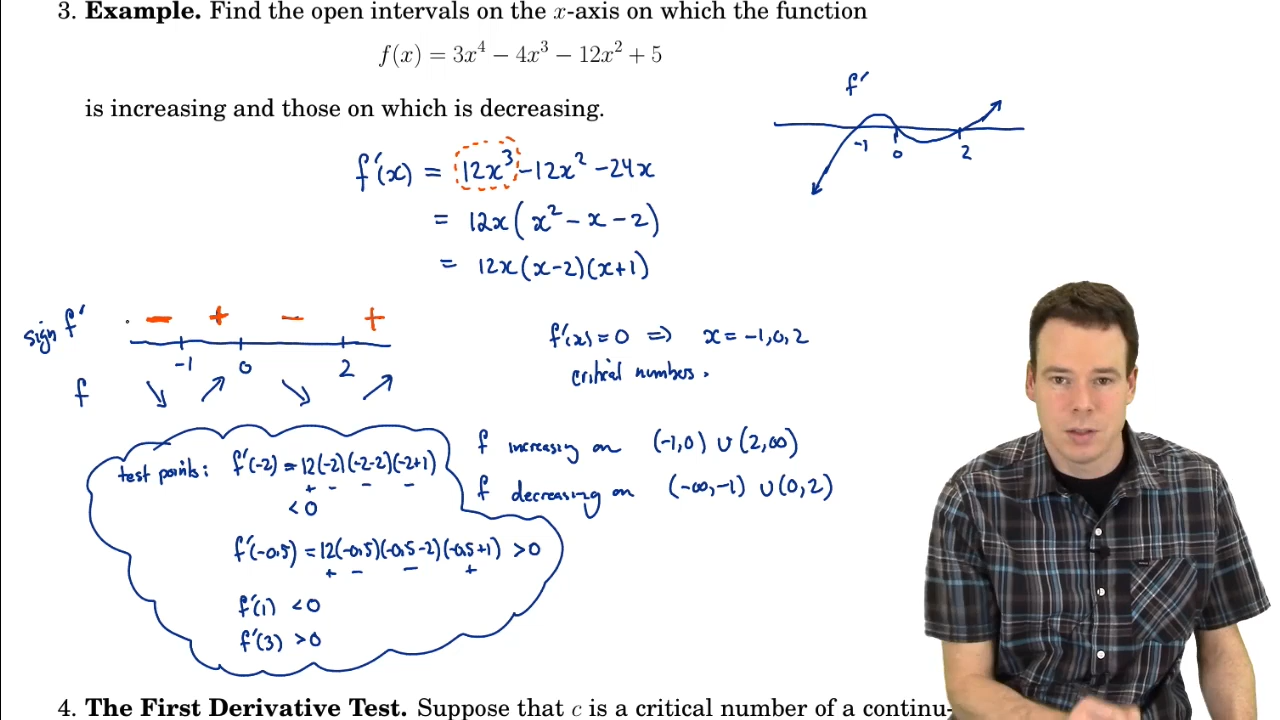 3. Example. Find the open intervals on the x-axis on which the function
f(x) = 3x⁴ − 4x³ − 12x² + 5
is increasing and those on which is decreasing.
f′
-1 0 2
f′(x) = 12x³ -12x² -24x
= 12x(x² - x - 2)
= 12x(x-2)(x+1)
sign f′ − + − +
-1 0 2
f ↘ ↗ ↘ ↗
f′(x)=0 ⇒ x = -1,0,2
critical numbers.
f increasing on (-1,0) ∪ (2,∞)
f decreasing on (-∞,-1) ∪ (0,2)
test points: f′(-2) = 12(-2)(-2-2)(-2+1)
+ − − −
< 0
f′(-0.5) = 12(-0.5)(-0.5-2)(-0.5+1) > 0
+ − − +
f′(1) < 0
f′(3) > 0
4. The First Derivative Test. Suppose that c is a critical number of a continu-